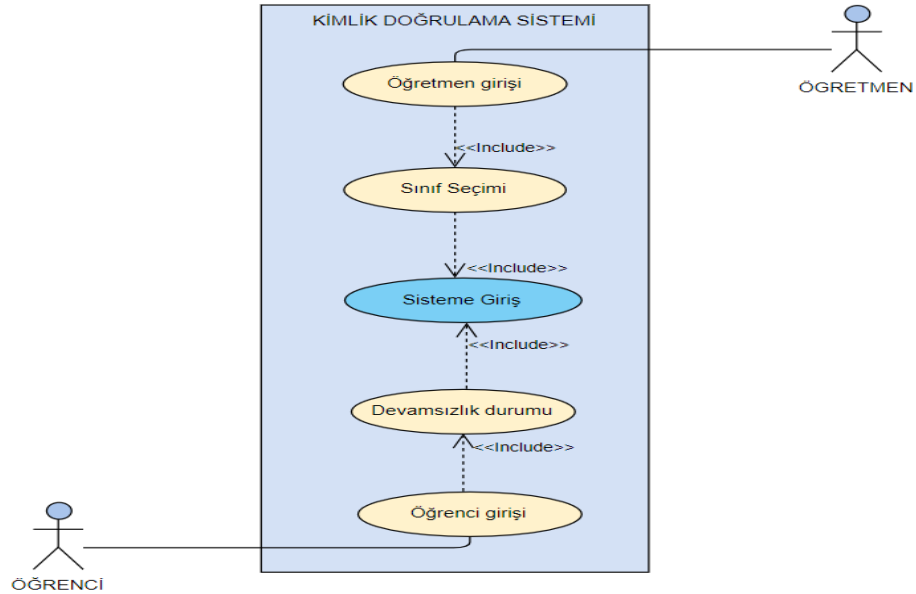 KİMLİK DOĞRULAMA SİSTEMİ
ÖGRETMEN
Öğretmen girişi
<<Include>>
Sınıf Seçimi
<<Include>>
Sisteme Giriş
<<Include>>
Devamsızlık durumu
<<Include>>
Öğrenci girişi
ÖĞRENCİ